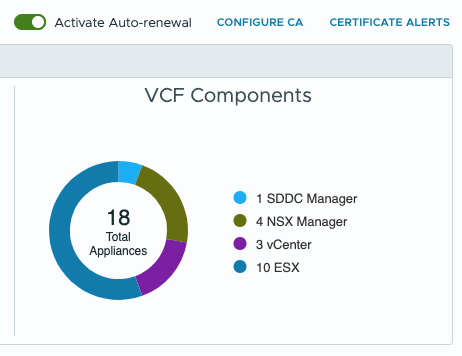 Activate Auto-renewal
CONFIGURE CA
CERTIFICATE ALERTS
VCF Components
18
Total
Appliances
1 SDDC Manager
4 NSX Manager
3 vCenter
10 ESX